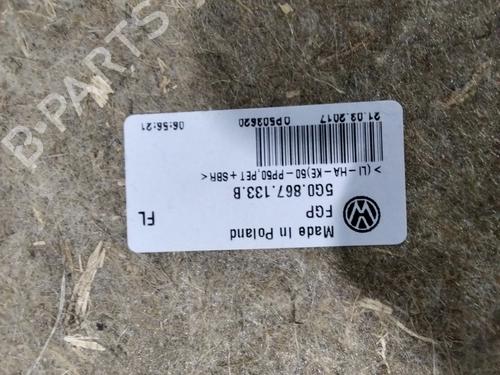 Made In Poland
FGP
5G0.867.133.B
FL
>(LI - HA - KE)50 - PP50,PET + SBR<
21.03.2017 0P503620 06:56:21
B-PARTS